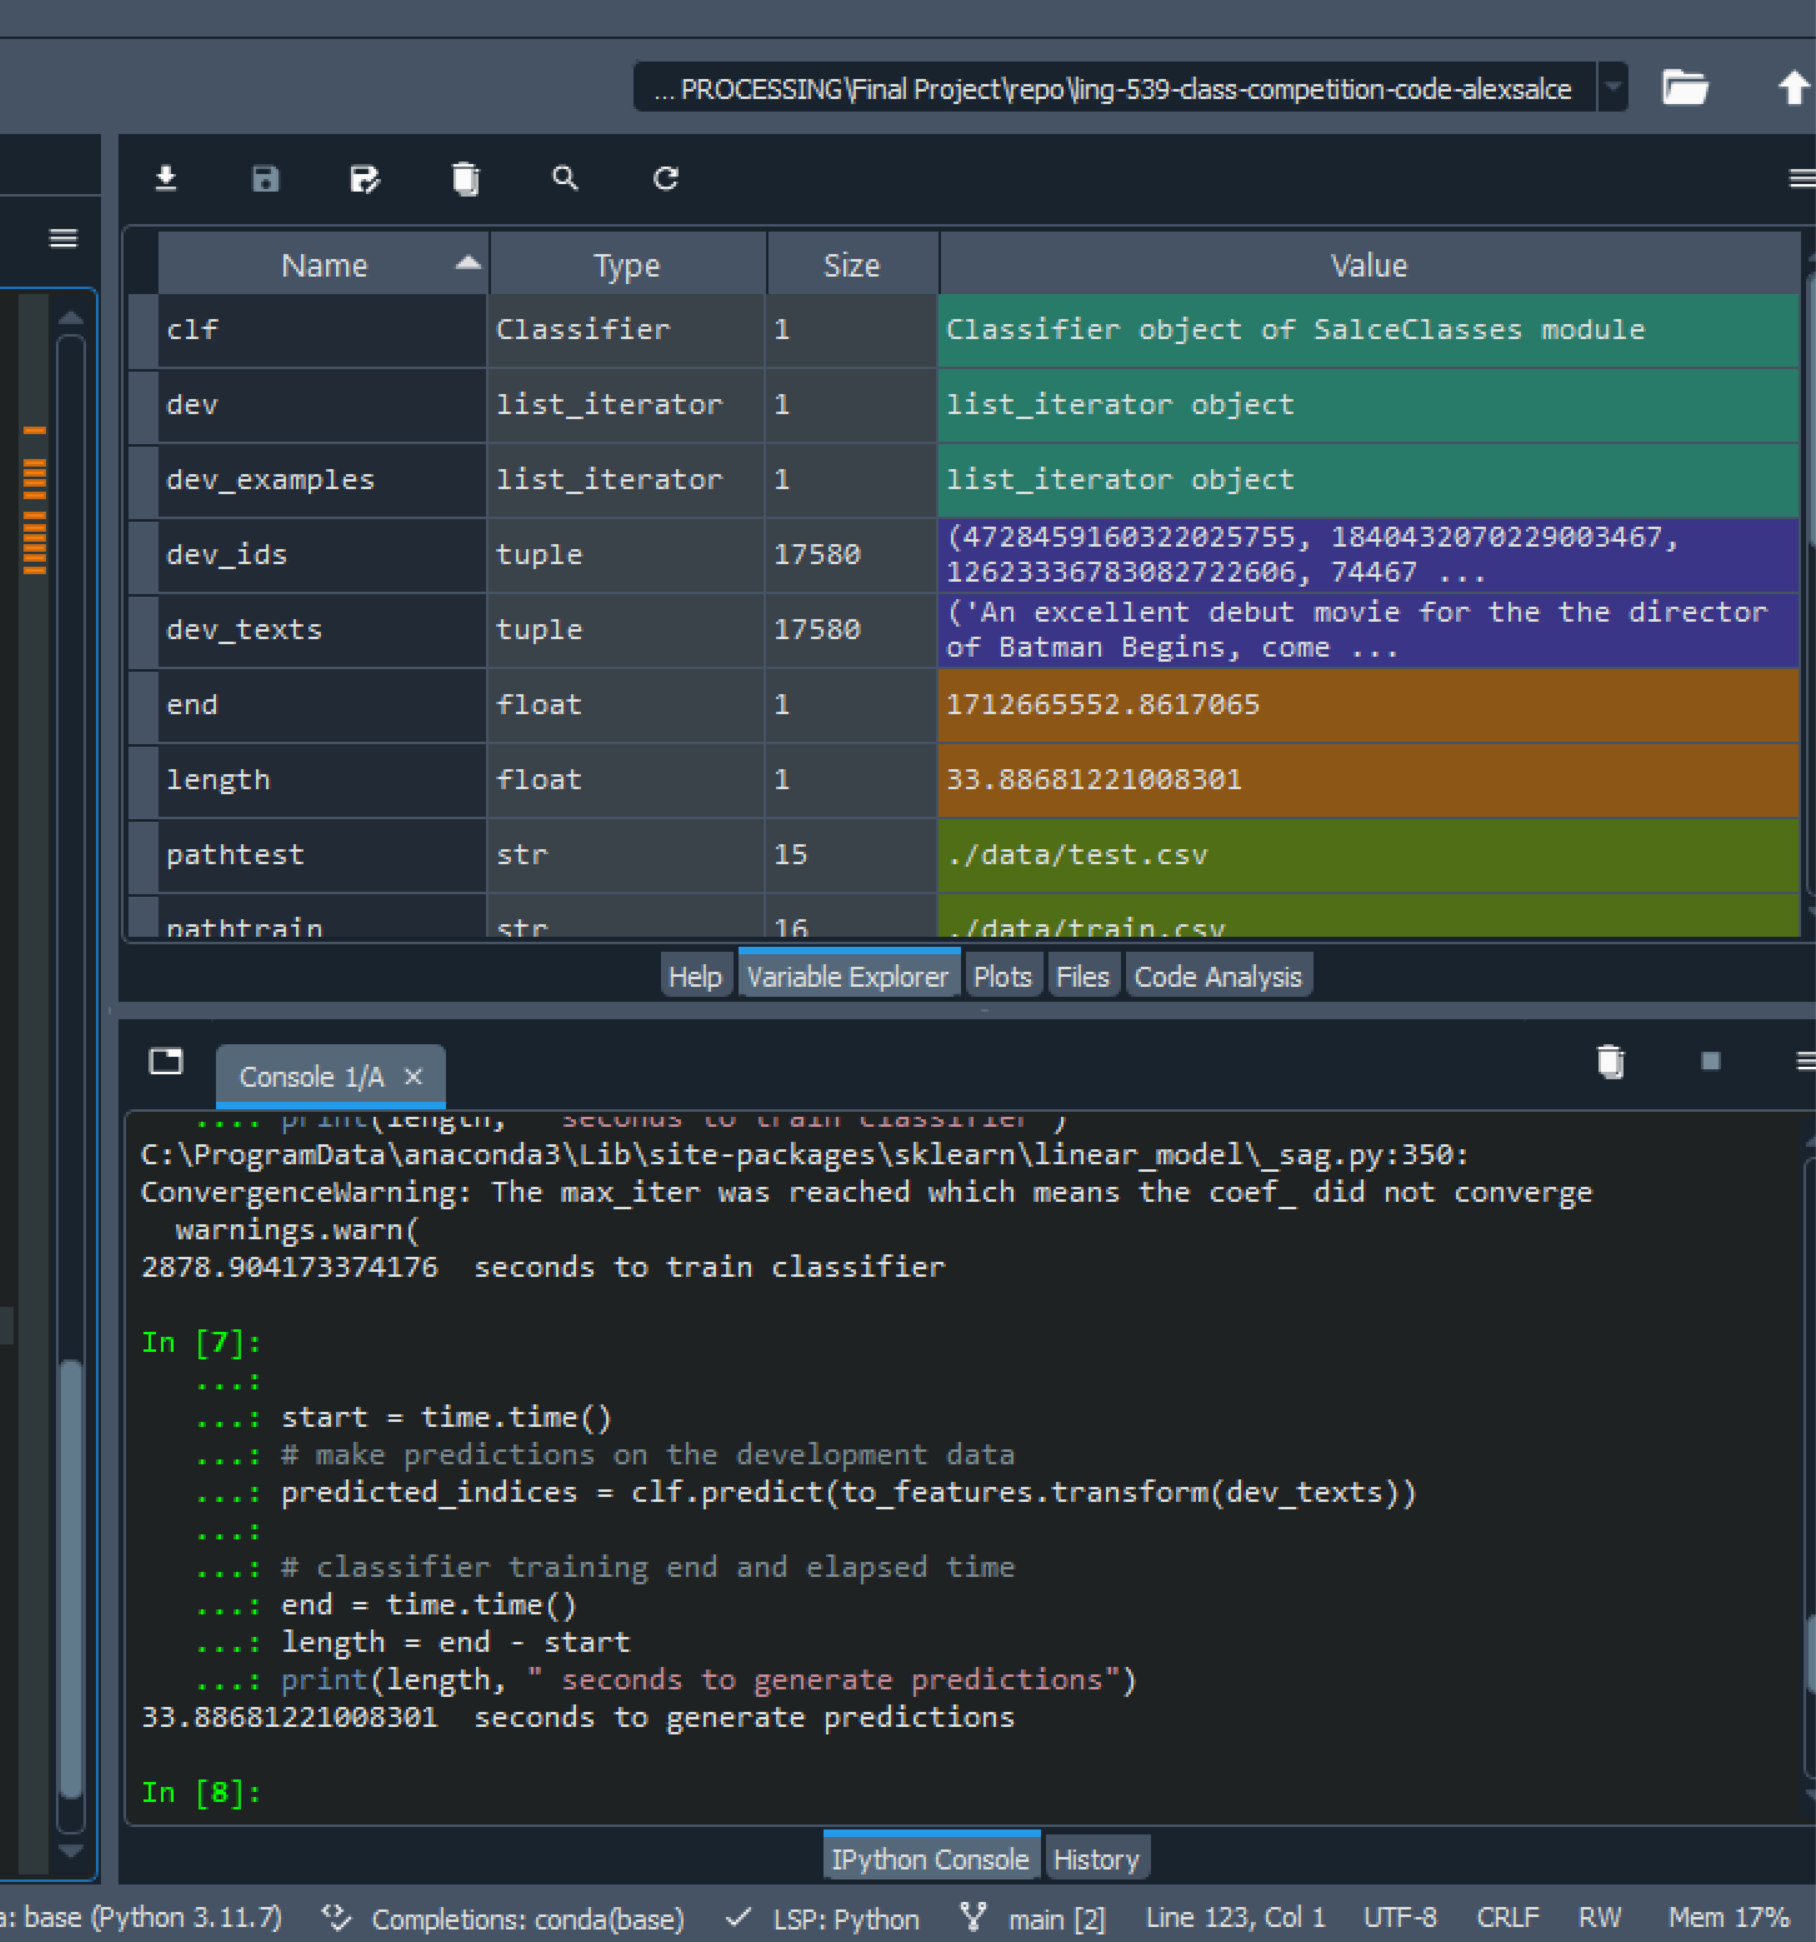 ... PROCESSING\Final Project\repo\ling-539-class-competition-code-alexsalce
Name Type Size Value
clf Classifier 1 Classifier object of SalceClasses module
dev list_iterator 1 list_iterator object
dev_examples list_iterator 1 list_iterator object
dev_ids tuple 17580 (4728459160322025755, 1840432070229003467,
12623336783082722606, 74467 ...
dev_texts tuple 17580 ('An excellent debut movie for the the director
of Batman Begins, come ...
end float 1 1712665552.8617065
length float 1 33.88681221008301
pathtest str 15 ./data/test.csv
pathtrain str 16 ./data/train.csv
Help Variable Explorer Plots Files Code Analysis
Console 1/A ×
...: print(length, " seconds to train classifier")
C:\ProgramData\anaconda3\Lib\site-packages\sklearn\linear_model\_sag.py:350:
ConvergenceWarning: The max_iter was reached which means the coef_ did not converge
warnings.warn(
2878.904173374176  seconds to train classifier
In [7]:
...:
...: start = time.time()
...: # make predictions on the development data
...: predicted_indices = clf.predict(to_features.transform(dev_texts))
...:
...: # classifier training end and elapsed time
...: end = time.time()
...: length = end - start
...: print(length, " seconds to generate predictions")
33.88681221008301  seconds to generate predictions
In [8]:
IPython Console History
a: base (Python 3.11.7) Completions: conda(base) LSP: Python main [2] Line 123, Col 1 UTF-8 CRLF RW Mem 17%